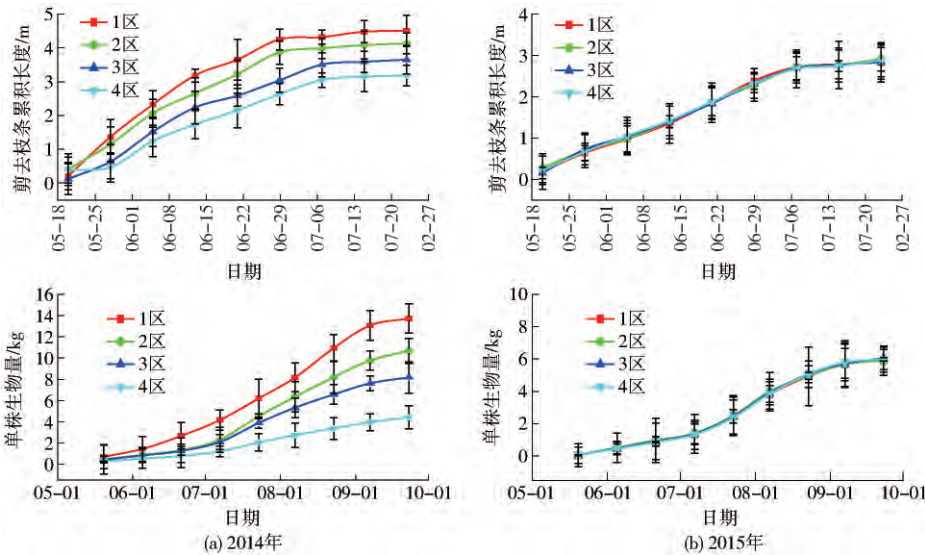 剪去枝条累积长度/m
5
4
3
2
1
0
1区
2区
3区
4区
05-18
05-25
06-01
06-08
06-15
06-22
06-29
07-06
07-13
07-20
02-27
日期
剪去枝条累积长度/m
4
3
2
1
0
1区
2区
3区
4区
05-18
05-25
06-01
06-08
06-15
06-22
06-29
07-06
07-13
07-20
02-27
日期
单株生物量/kg
16
14
12
10
8
6
4
2
0
1区
2区
3区
4区
05-01
06-01
07-01
08-01
09-01
10-01
日期
(a) 2014年
单株生物量/kg
10
8
6
4
2
0
1区
2区
3区
4区
05-01
06-01
07-01
08-01
09-01
10-01
日期
(b) 2015年